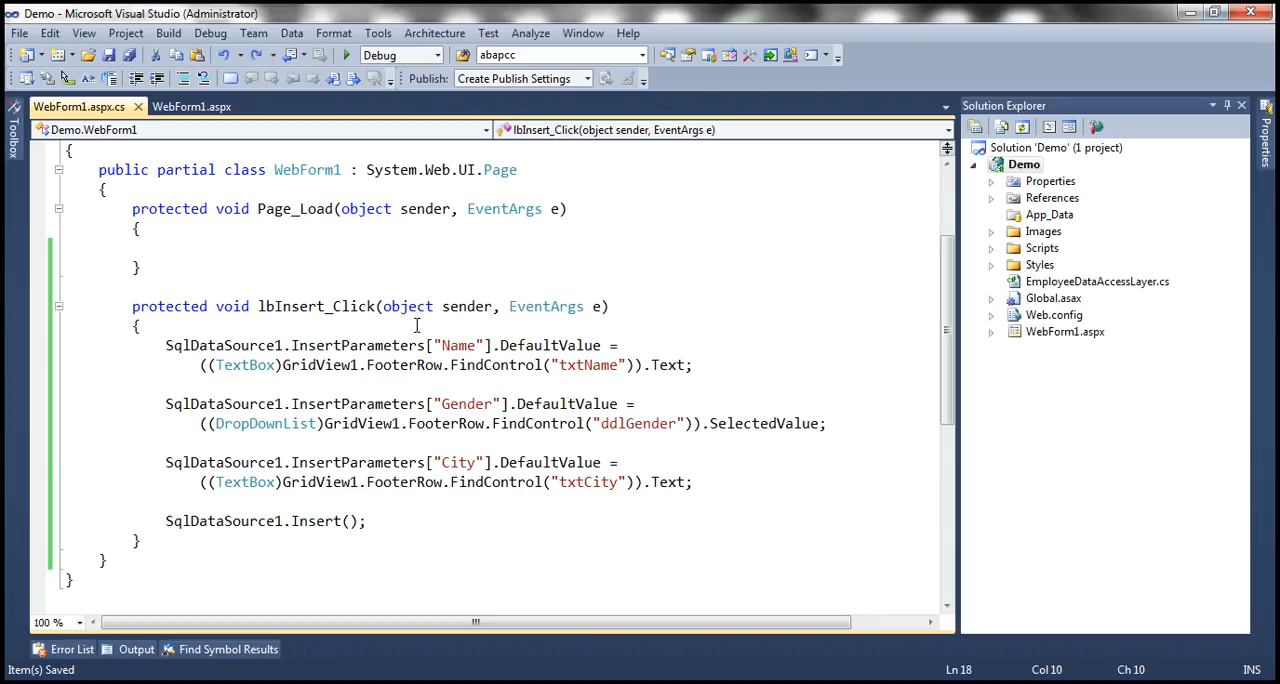 Demo - Microsoft Visual Studio (Administrator)
File Edit View Project Build Debug Team Data Format Tools Architecture Test Analyze Window Help
Debug abapcc
Publish: Create Publish Settings
WebForm1.aspx.cs WebForm1.aspx
Demo.WebForm1 lbInsert_Click(object sender, EventArgs e)
Toolbox
{
public partial class WebForm1 : System.Web.UI.Page
{
protected void Page_Load(object sender, EventArgs e)
{
}
protected void lbInsert_Click(object sender, EventArgs e)
{
SqlDataSource1.InsertParameters["Name"].DefaultValue =
((TextBox)GridView1.FooterRow.FindControl("txtName")).Text;
SqlDataSource1.InsertParameters["Gender"].DefaultValue =
((DropDownList)GridView1.FooterRow.FindControl("ddlGender")).SelectedValue;
SqlDataSource1.InsertParameters["City"].DefaultValue =
((TextBox)GridView1.FooterRow.FindControl("txtCity")).Text;
SqlDataSource1.Insert();
}
}
}
100 %
Solution Explorer
Solution 'Demo' (1 project)
Demo
Properties
References
App_Data
Images
Scripts
Styles
EmployeeDataAccessLayer.cs
Global.asax
Web.config
WebForm1.aspx
Properties
Error List Output Find Symbol Results
Item(s) Saved Ln 18 Col 10 Ch 10 INS